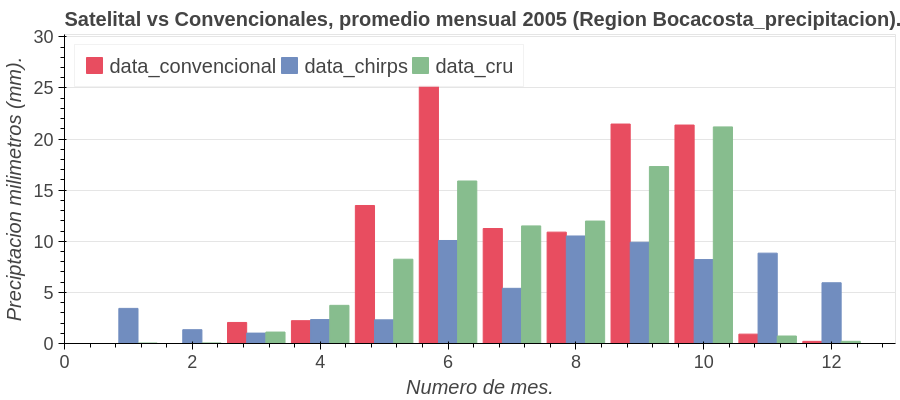 Satelital vs Convencionales, promedio mensual 2005 (Region Bocacosta_precipitacion).
data_convencional data_chirps data_cru
Preciptacion milimetros (mm).
30
25
20
15
10
5
0
0 2 4 6 8 10 12
Numero de mes.